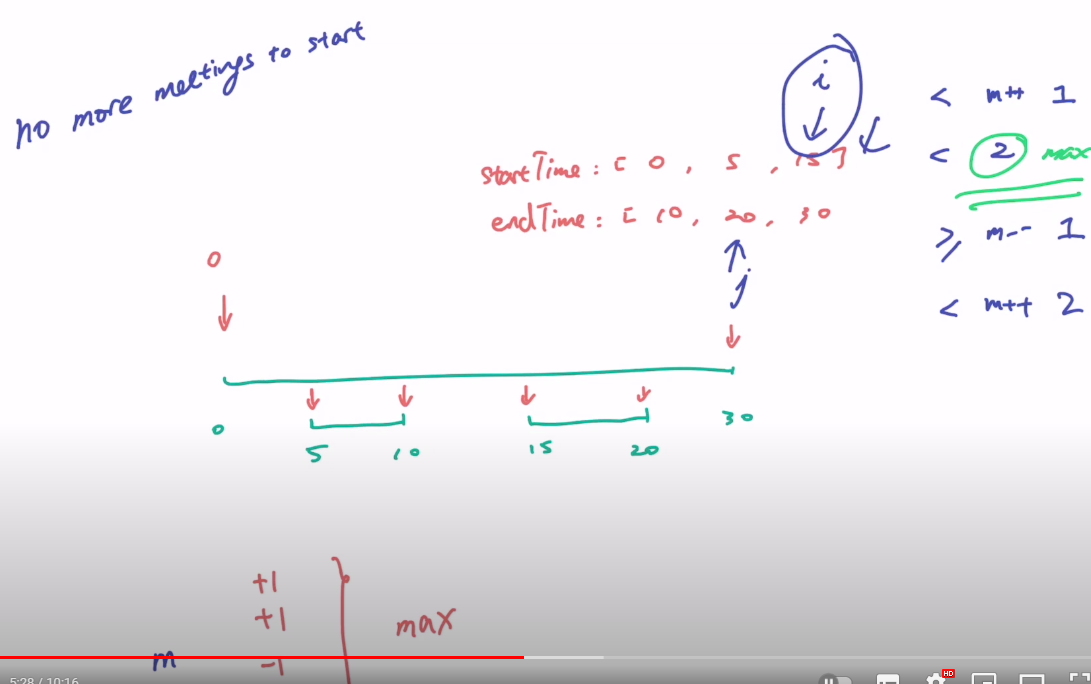 no more meetings to start
i
< m++ 1
startTime: [ 0, 5, 15]
< 2 max
endTime: [ 10, 20, 30
≥ m-- 1
0
j
< m++ 2
0
5
10
15
20
30
+1
+1
max
m
-1
5:28 / 10:16
HD